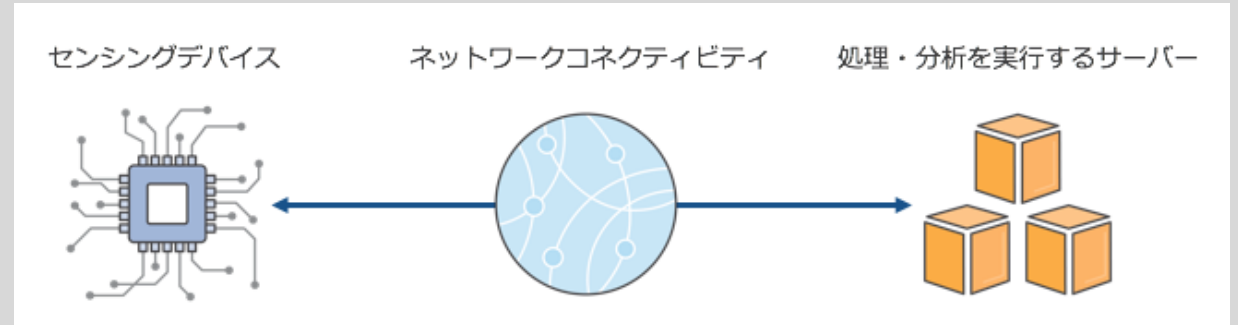 センシングデバイス
ネットワークコネクティビティ
処理・分析を実行するサーバー